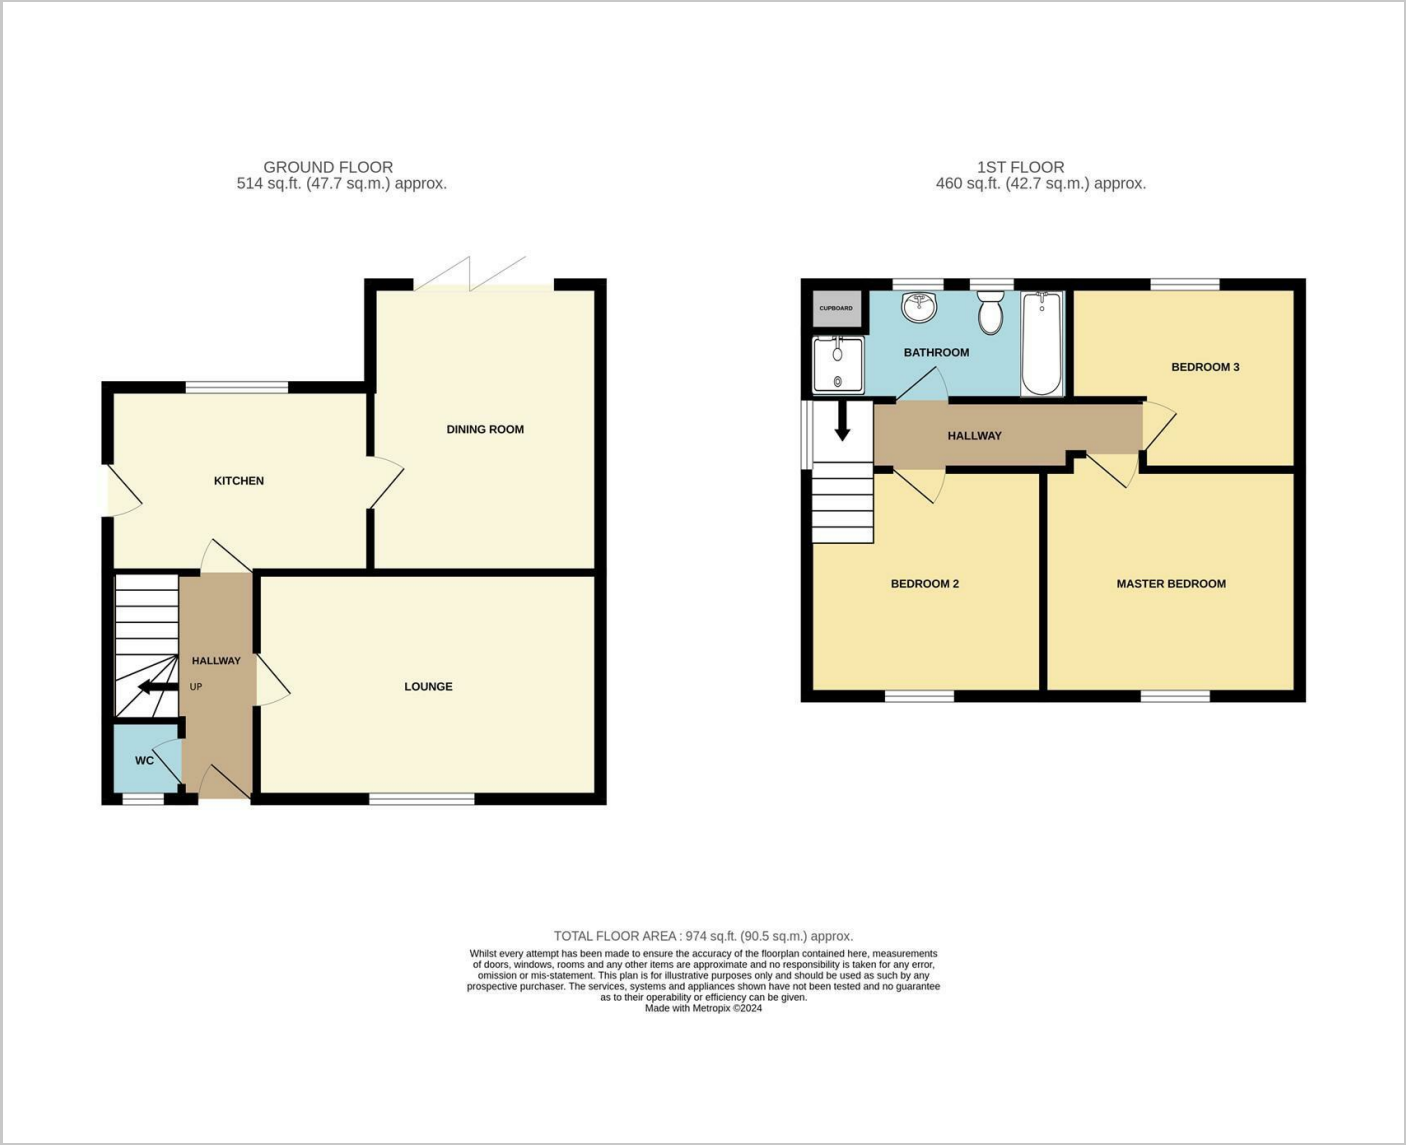 GROUND FLOOR
514 sq.ft. (47.7 sq.m.) approx.
1ST FLOOR
460 sq.ft. (42.7 sq.m.) approx.
DINING ROOM
KITCHEN
HALLWAY
UP
LOUNGE
WC
CUPBOARD
BATHROOM
BEDROOM 3
HALLWAY
BEDROOM 2
MASTER BEDROOM
TOTAL FLOOR AREA : 974 sq.ft. (90.5 sq.m.) approx.
Whilst every attempt has been made to ensure the accuracy of the floorplan contained here, measurements
of doors, windows, rooms and any other items are approximate and no responsibility is taken for any error,
omission or mis-statement. This plan is for illustrative purposes only and should be used as such by any
prospective purchaser. The services, systems and appliances shown have not been tested and no guarantee
as to their operability or efficiency can be given.
Made with Metropix ©2024